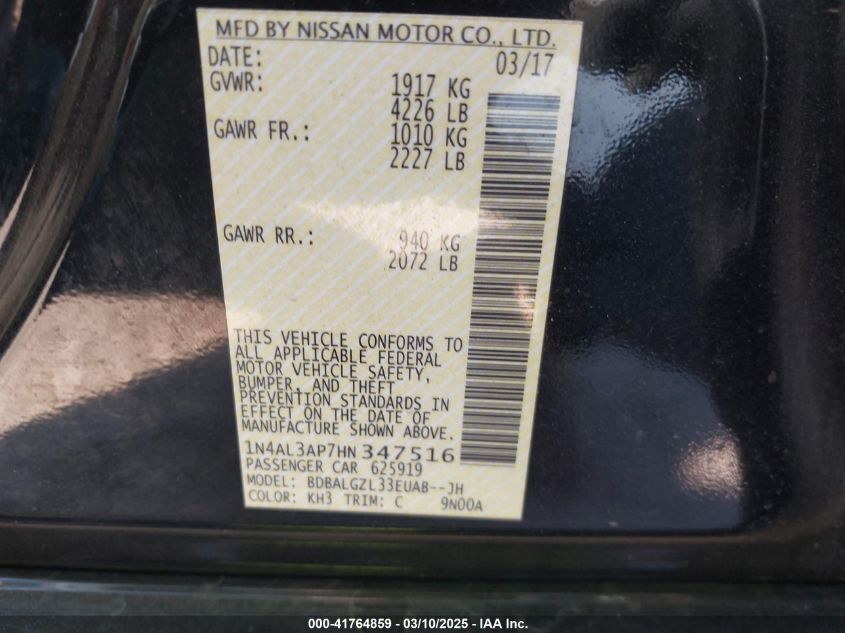 MFD BY NISSAN MOTOR CO., LTD.
DATE: 03/17
GVWR: 1917 KG
4226 LB
GAWR FR.: 1010 KG
2227 LB
GAWR RR.: 940 KG
2072 LB
THIS VEHICLE CONFORMS TO
ALL APPLICABLE FEDERAL
MOTOR VEHICLE SAFETY,
BUMPER, AND THEFT
PREVENTION STANDARDS IN
EFFECT ON THE DATE OF
MANUFACTURE SHOWN ABOVE.
1N4AL3AP7HN 347516
PASSENGER CAR 625919
MODEL: BDBALGZL33EUAB--JH
COLOR: KH3 TRIM: C 9N00A
000-41764859 - 03/10/2025 - IAA Inc.